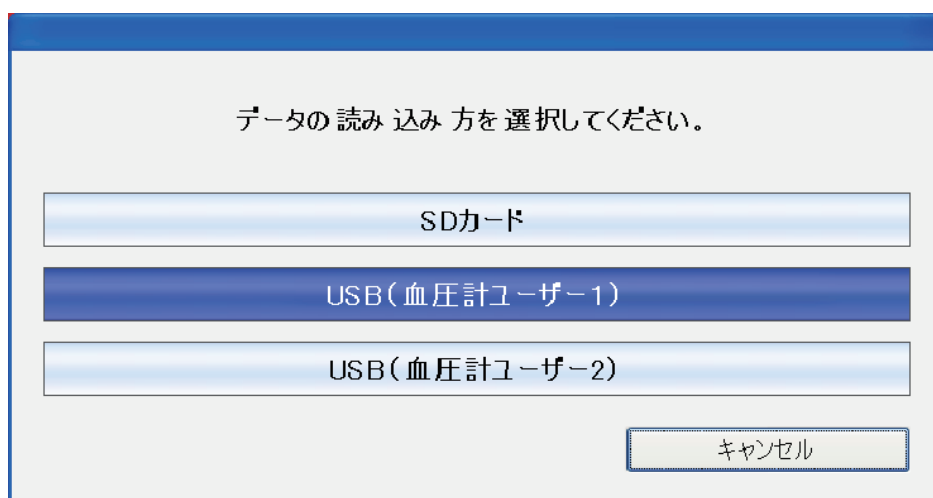 データの読み込み方を選択してください。
SDカード
USB(血圧計ユーザー1)
USB(血圧計ユーザー2)
キャンセル